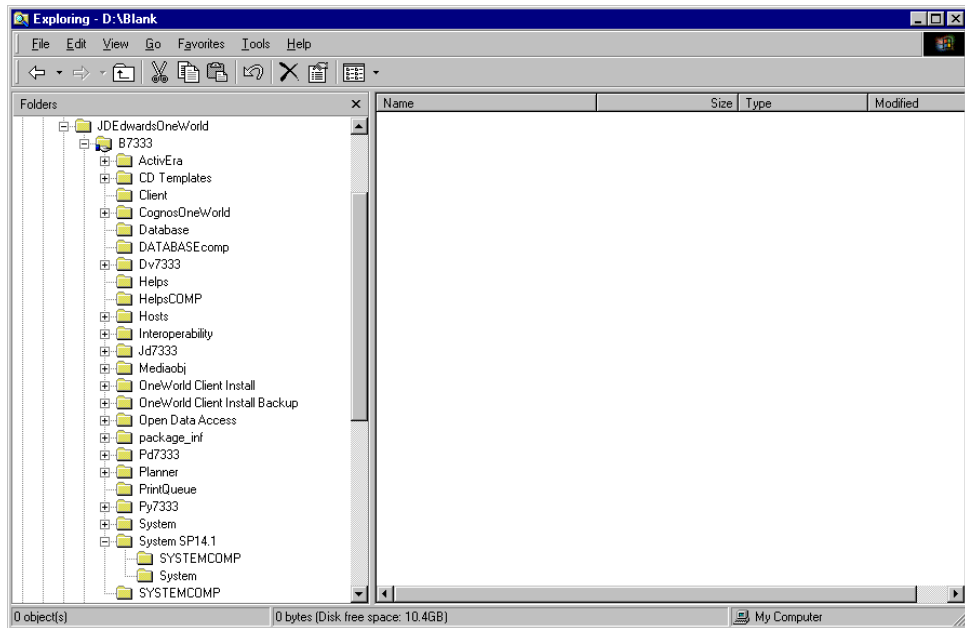 Exploring - D:\Blank
File Edit View Go Favorites Tools Help
Folders
Name Size Type Modified
JDEdwardsOneWorld
B7333
ActivEra
CD Templates
Client
CognosOneWorld
Database
DATABASEcomp
Dv7333
Helps
HelpsCOMP
Hosts
Interoperability
Jd7333
Mediaobj
OneWorld Client Install
OneWorld Client Install Backup
Open Data Access
package_inf
Pd7333
Planner
PrintQueue
Py7333
System
System SP14.1
SYSTEMCOMP
System
SYSTEMCOMP
0 object(s) 0 bytes (Disk free space: 10.4GB) My Computer